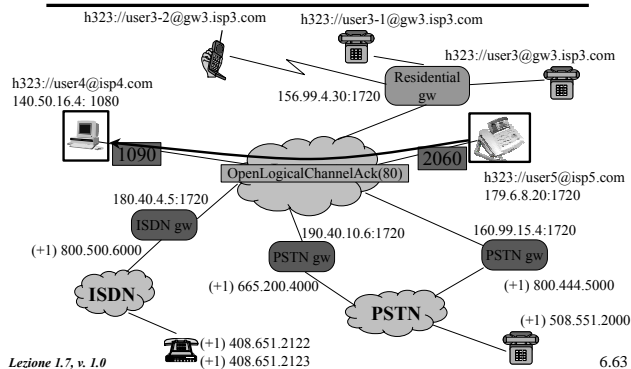 h323://user3-2@gw3.isp3.com
h323://user3-1@gw3.isp3.com
h323://user3@gw3.isp3.com
h323://user4@isp4.com
140.50.16.4: 1080
156.99.4.30:1720
Residential
gw
1090
2060
OpenLogicalChannelAck(80)
h323://user5@isp5.com
179.6.8.20:1720
180.40.4.5:1720
ISDN gw
190.40.10.6:1720
160.99.15.4:1720
PSTN gw
PSTN gw
(+1) 800.500.6000
(+1) 665.200.4000
(+1) 800.444.5000
ISDN
PSTN
(+1) 508.551.2000
(+1) 408.651.2122
(+1) 408.651.2123
Lezione 1.7, v. 1.0
6.63